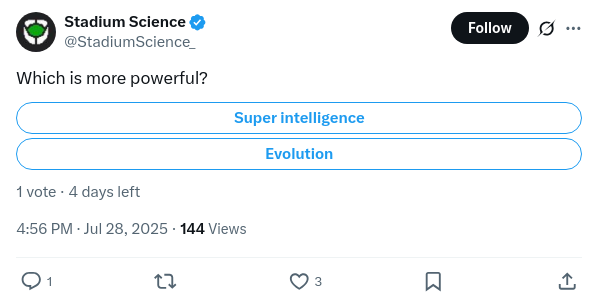 Stadium Science
@StadiumScience_
Follow
Which is more powerful?
Super intelligence
Evolution
1 vote · 4 days left
4:56 PM · Jul 28, 2025 · 144 Views
1
3